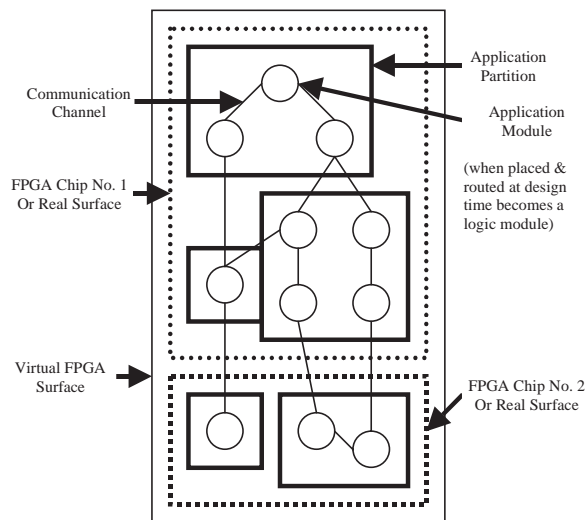 Application
Partition
Communication
Channel
Application
Module
(when placed &
routed at design
time becomes a
logic module)
FPGA Chip No. 1
Or Real Surface
Virtual FPGA
Surface
FPGA Chip No. 2
Or Real Surface